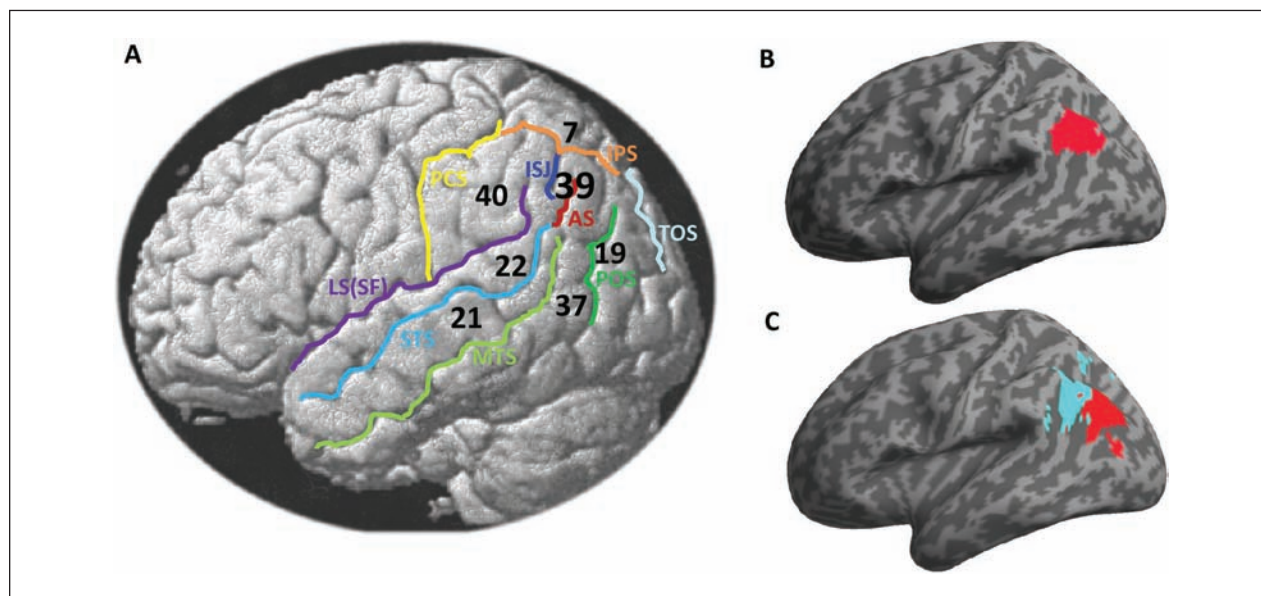 A
B
7
IPS
PCS
ISJ
39
40
AS
TOS
19
22
POS
LS(SF)
37
21
STS
MTS
C